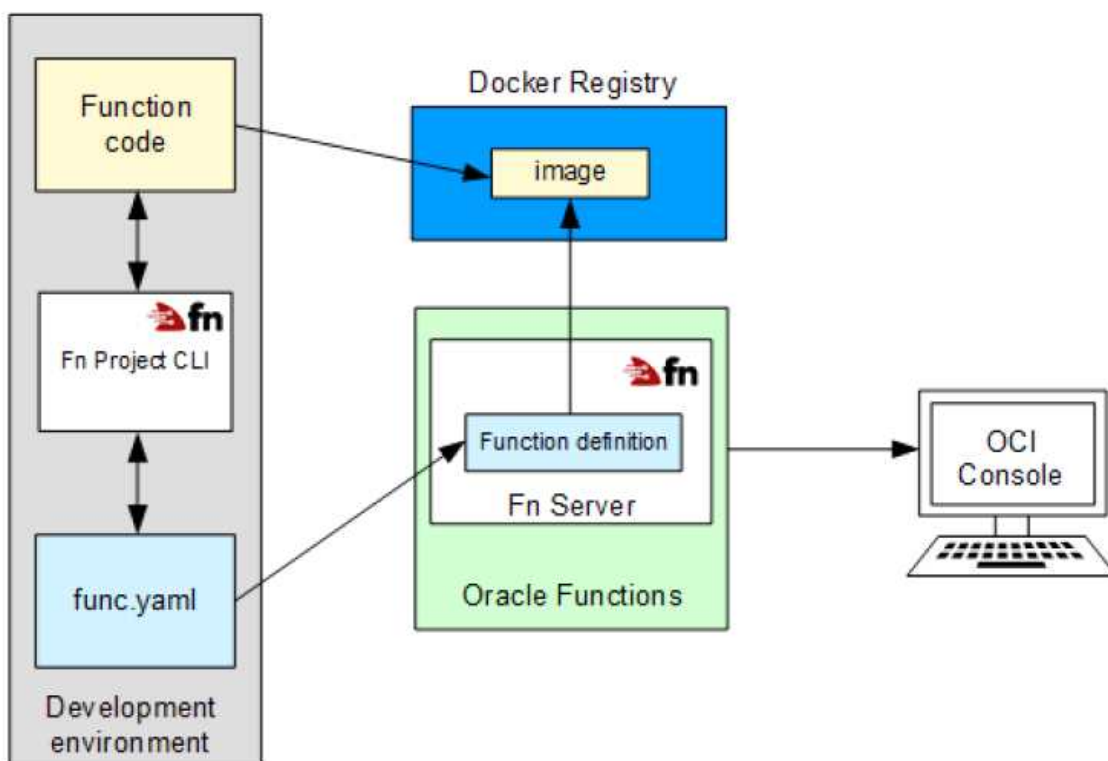 Function
code
fn
Fn Project CLI
func.yaml
Development
environment
Docker Registry
image
fn
Function definition
Fn Server
Oracle Functions
OCI
Console